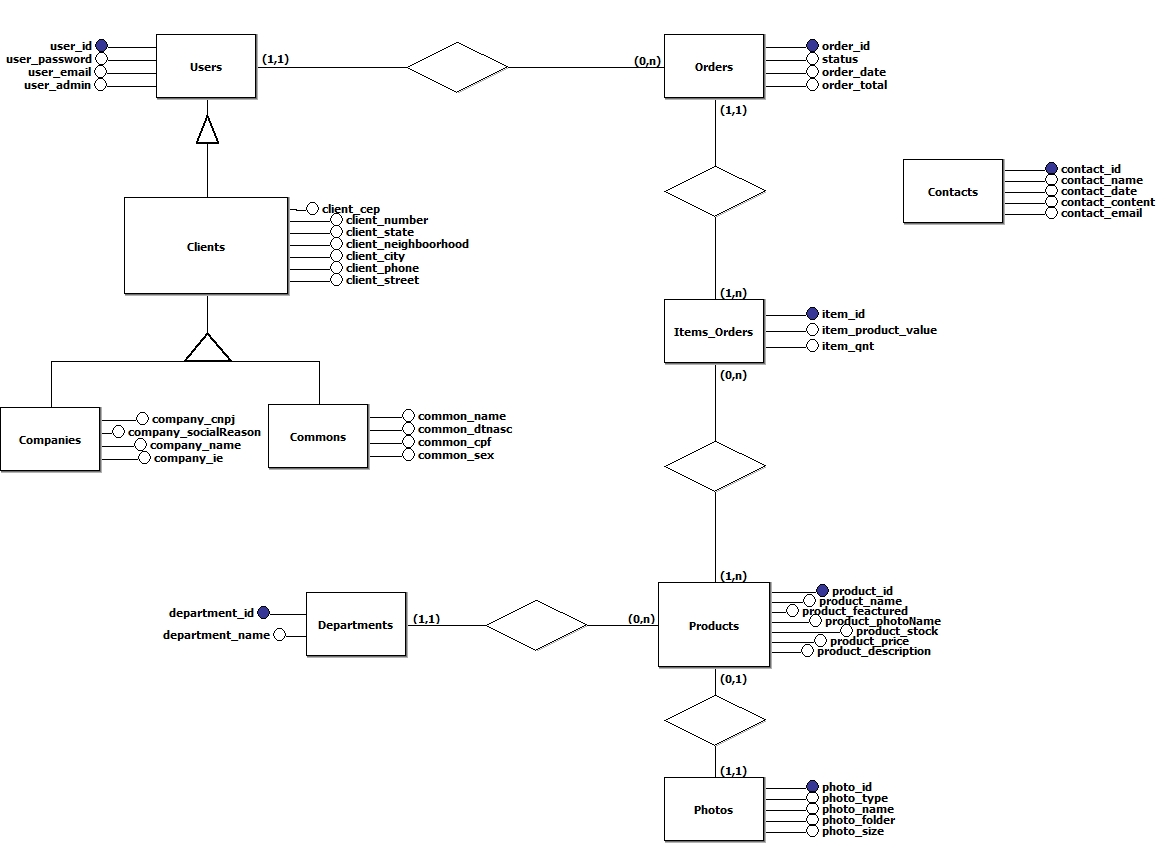 user_id
user_password
user_email
user_admin
Users
(1,1)
(0,n)
Orders
order_id
status
order_date
order_total
(1,1)
Contacts
contact_id
contact_name
contact_date
contact_content
contact_email
Clients
client_cep
client_number
client_state
client_neighboorhood
client_city
client_phone
client_street
(1,n)
Items_Orders
item_id
item_product_value
item_qnt
(0,n)
Companies
company_cnpj
company_socialReason
company_name
company_ie
Commons
common_name
common_dtnasc
common_cpf
common_sex
(1,n)
department_id
department_name
Departments
(1,1)
(0,n)
Products
product_id
product_name
product_feactured
product_photoName
product_stock
product_price
product_description
(0,1)
(1,1)
Photos
photo_id
photo_type
photo_name
photo_folder
photo_size